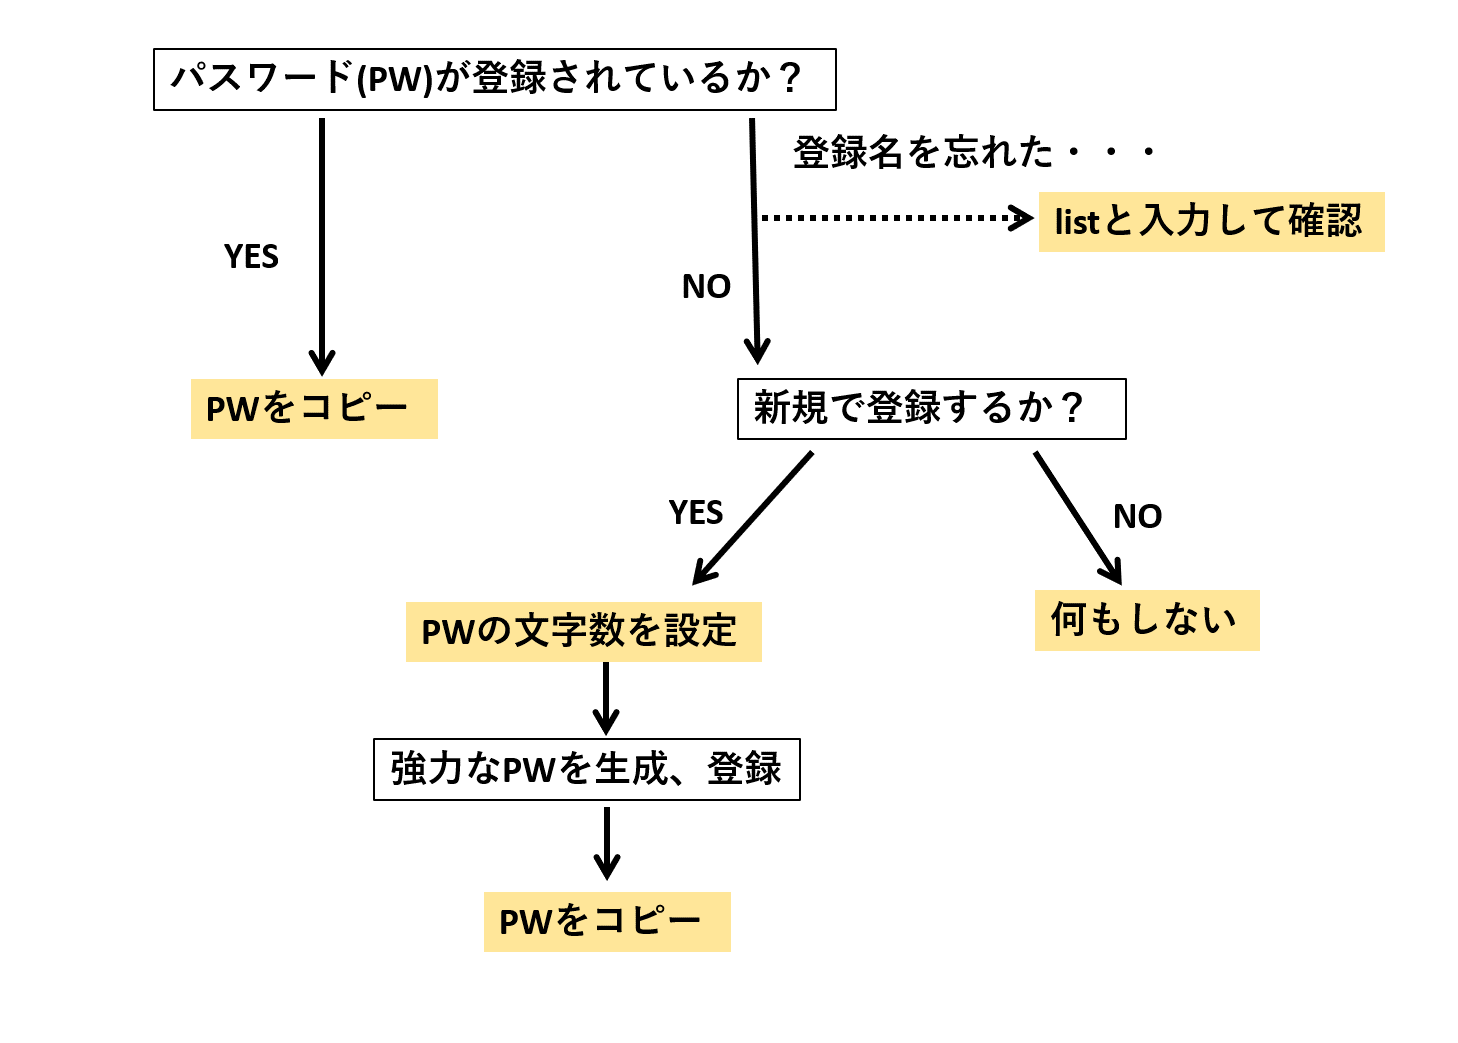 パスワード(PW)が登録されているか？
登録名を忘れた・・・
listと入力して確認
YES
NO
PWをコピー
新規で登録するか？
YES
NO
PWの文字数を設定
何もしない
強力なPWを生成、登録
PWをコピー